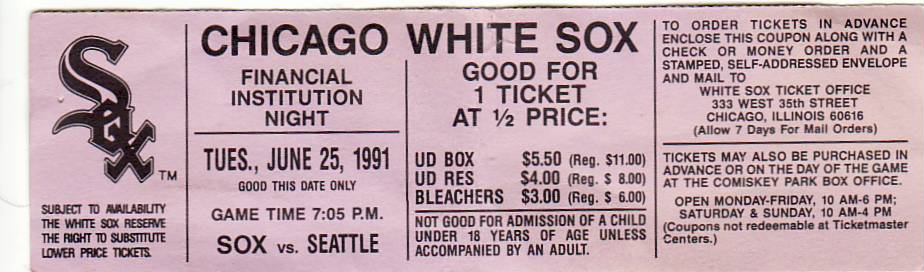 Sox
TM
SUBJECT TO AVAILABILITY
THE WHITE SOX RESERVE
THE RIGHT TO SUBSTITUTE
LOWER PRICE TICKETS.
CHICAGO WHITE SOX
FINANCIAL
INSTITUTION
NIGHT
TUES., JUNE 25, 1991
GOOD THIS DATE ONLY
GAME TIME 7:05 P.M.
SOX vs. SEATTLE
GOOD FOR
1 TICKET
AT ½ PRICE:
UD BOX $5.50 (Reg. $11.00)
UD RES $4.00 (Reg. $ 8.00)
BLEACHERS $3.00 (Reg. $ 6.00)
NOT GOOD FOR ADMISSION OF A CHILD
UNDER 18 YEARS OF AGE UNLESS
ACCOMPANIED BY AN ADULT.
TO ORDER TICKETS IN ADVANCE
ENCLOSE THIS COUPON ALONG WITH A
CHECK OR MONEY ORDER AND A
STAMPED, SELF-ADDRESSED ENVELOPE
AND MAIL TO
WHITE SOX TICKET OFFICE
333 WEST 35th STREET
CHICAGO, ILLINOIS 60616
(Allow 7 Days For Mail Orders)
TICKETS MAY ALSO BE PURCHASED IN
ADVANCE OR ON THE DAY OF THE GAME
AT THE COMISKEY PARK BOX OFFICE.
OPEN MONDAY-FRIDAY, 10 AM-6 PM;
SATURDAY & SUNDAY, 10 AM-4 PM
(Coupons not redeemable at Ticketmaster
Centers.)